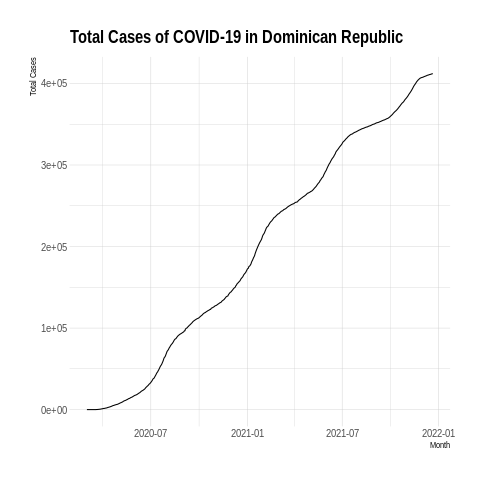 Total Cases of COVID-19 in Dominican Republic
Total Cases
4e+05
3e+05
2e+05
1e+05
0e+00
2020-07 2021-01 2021-07 2022-01
Month